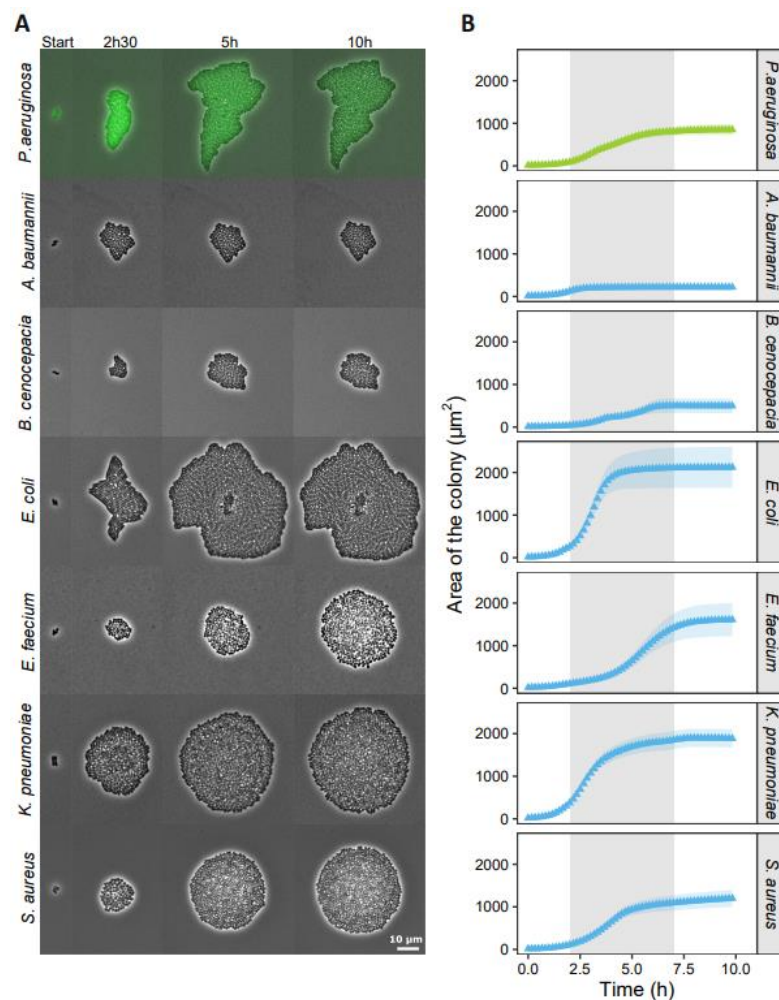 A
Start 2h30 5h 10h
P.aeruginosa
A. baumannii
B. cenocepacia
E. coli
E. faecium
K. pneumoniae
S. aureus
10 µm
B
Area of the colony (µm²)
2000
1000
0
P.aeruginosa
2000
1000
0
A. baumannii
2000
1000
0
B. cenocepacia
2000
1000
0
E. coli
2000
1000
0
E. faecium
2000
1000
0
K. pneumoniae
2000
1000
0
S. aureus
0.0 2.5 5.0 7.5 10.0
Time (h)